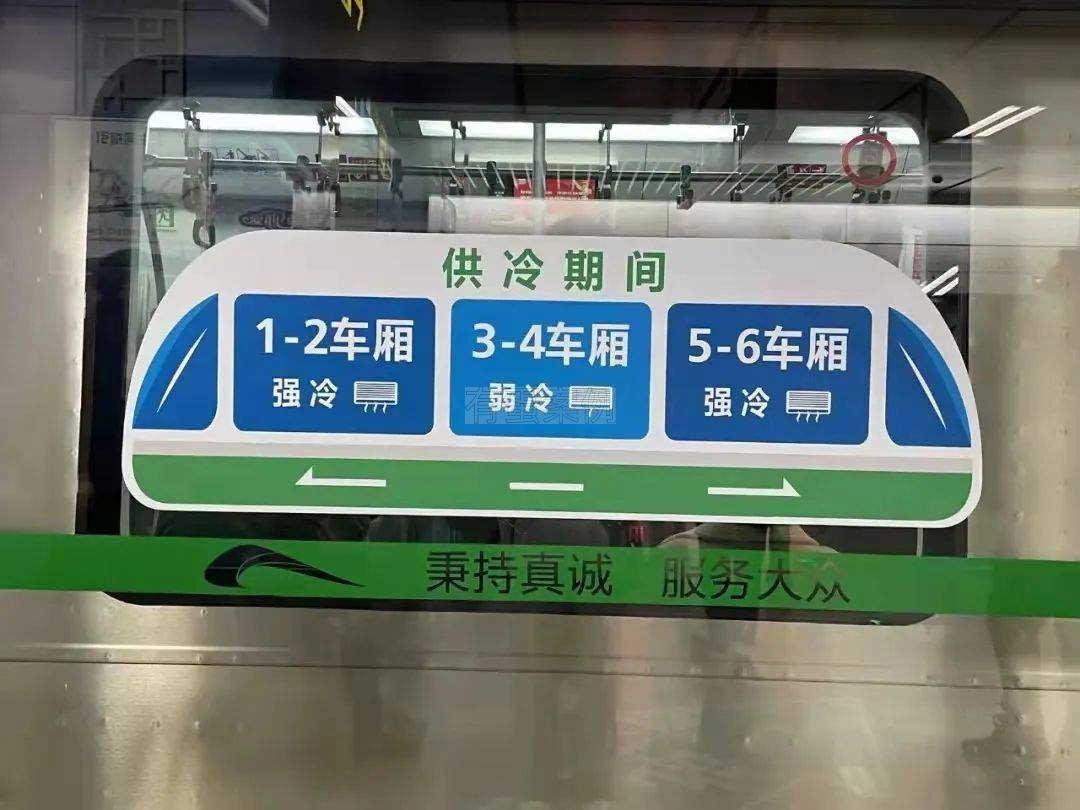 供冷期间
1-2车厢
强冷
3-4车厢
弱冷
5-6车厢
强冷
秉持真诚 服务大众